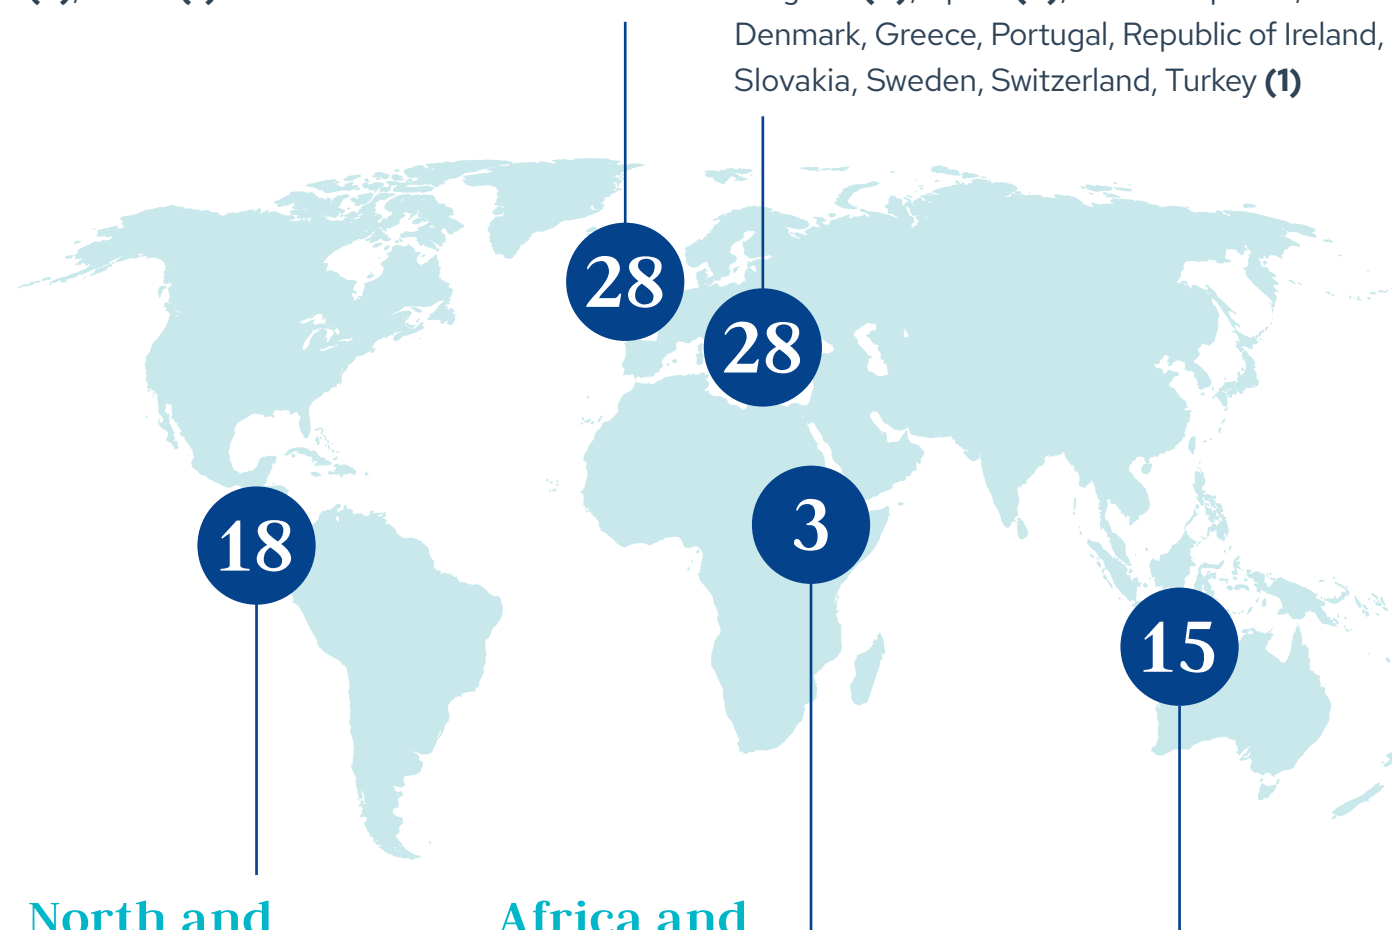 Denmark, Greece, Portugal, Republic of Ireland,
Slovakia, Sweden, Switzerland, Turkey (1)
28
28
18
3
15
North and
Africa and